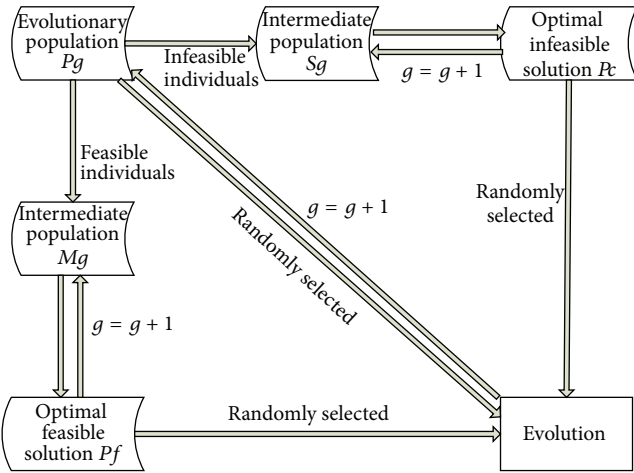 Evolutionary
population
Pg
Infeasible
individuals
Intermediate
population
Sg
g = g + 1
Optimal
infeasible
solution Pc
Feasible
individuals
Randomly
selected
Intermediate
population
Mg
g = g + 1
Randomly selected
g = g + 1
Optimal
feasible
solution Pf
Randomly selected
Evolution